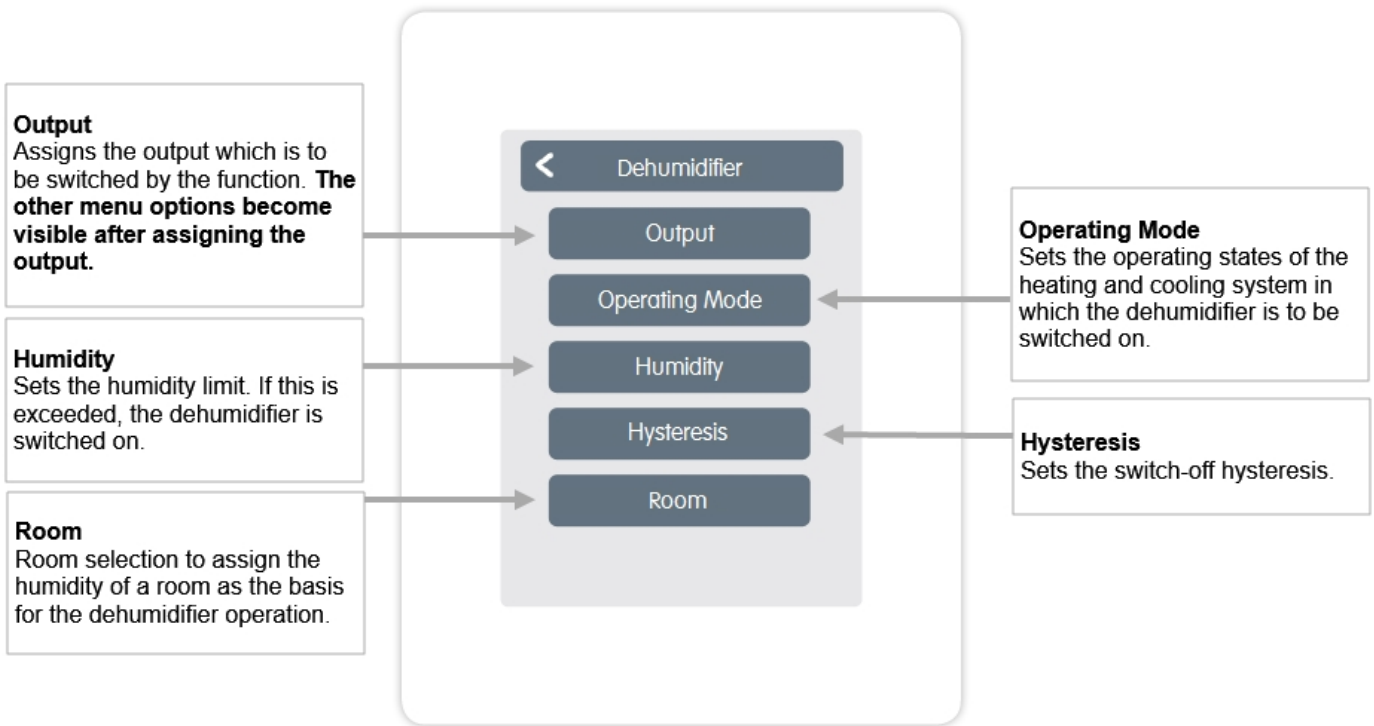 Output
Assigns the output which is to
be switched by the function. The
other menu options become
visible after assigning the
output.
Humidity
Sets the humidity limit. If this is
exceeded, the dehumidifier is
switched on.
Room
Room selection to assign the
humidity of a room as the basis
for the dehumidifier operation.
Dehumidifier
Output
Operating Mode
Humidity
Hysteresis
Room
Operating Mode
Sets the operating states of the
heating and cooling system in
which the dehumidifier is to be
switched on.
Hysteresis
Sets the switch-off hysteresis.